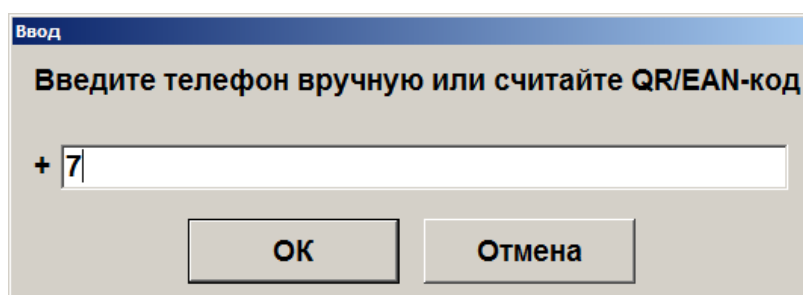 Ввод
Введите телефон вручную или считайте QR/EAN-код
+ 7
ОК Отмена